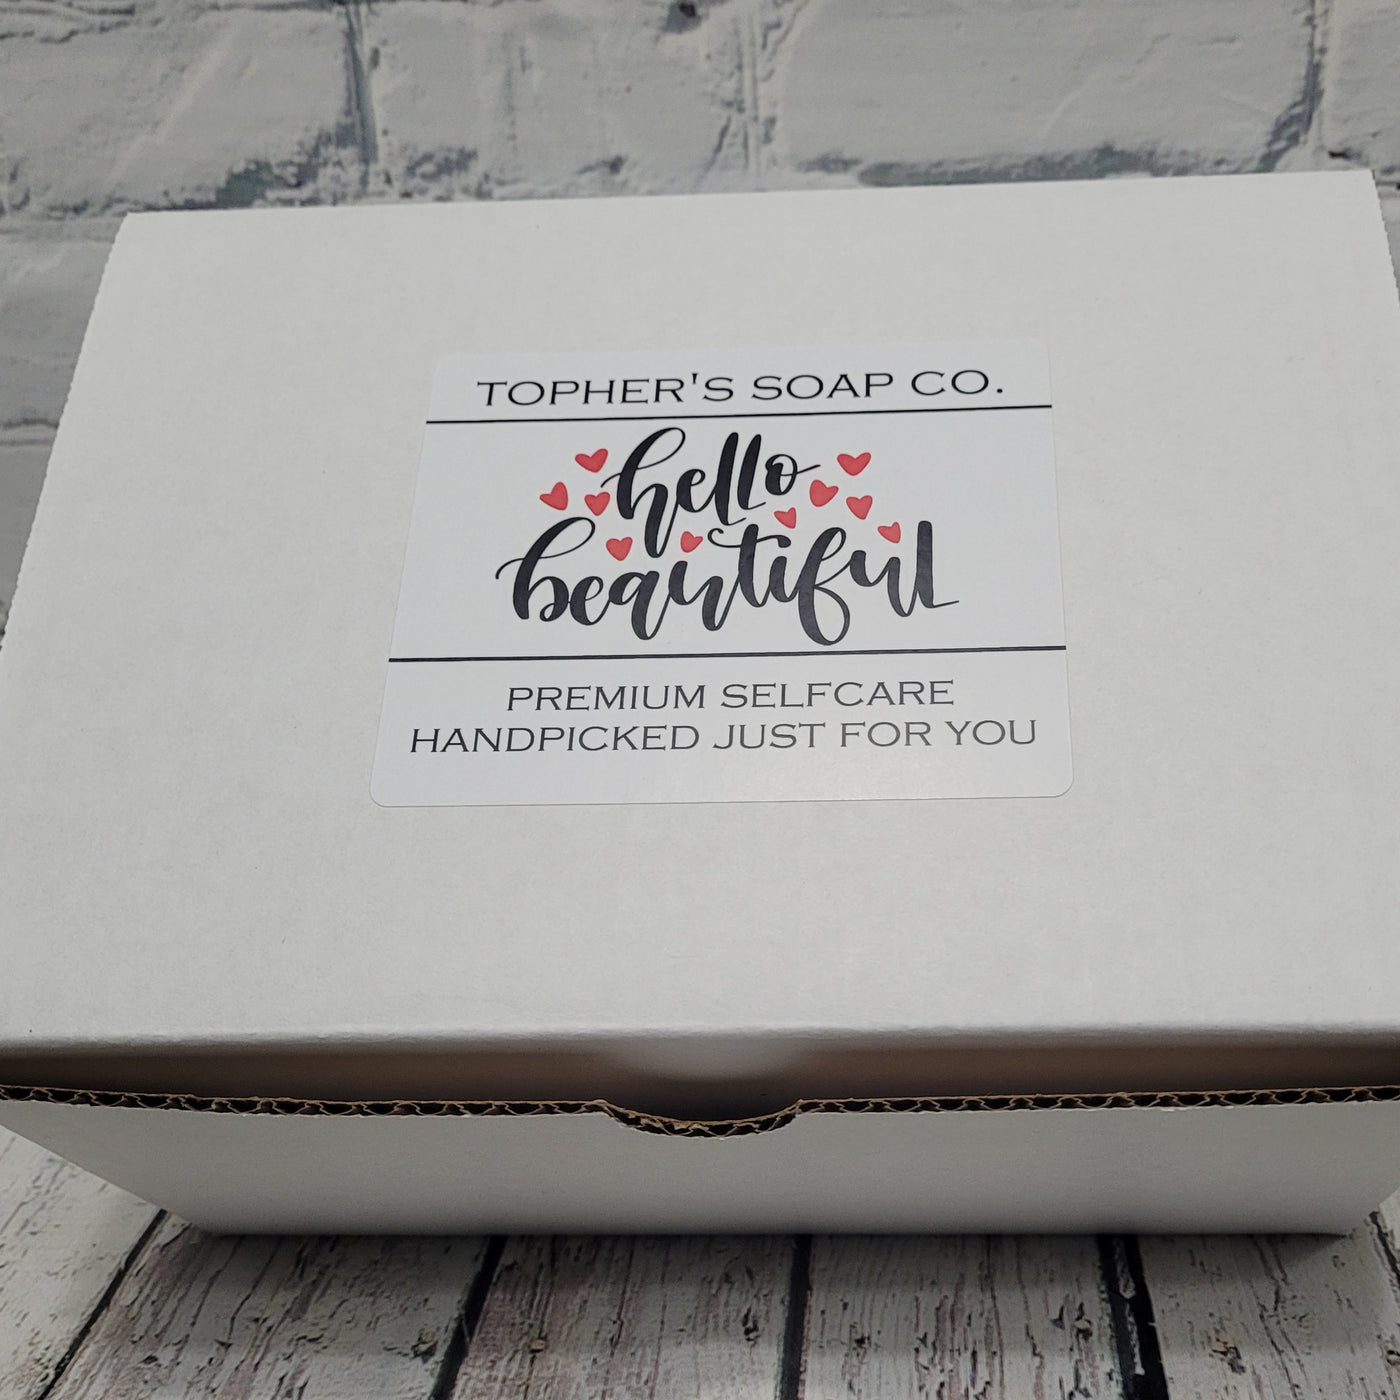 TOPHER'S SOAP CO.
hello
beautiful
PREMIUM SELFCARE
HANDPICKED JUST FOR YOU